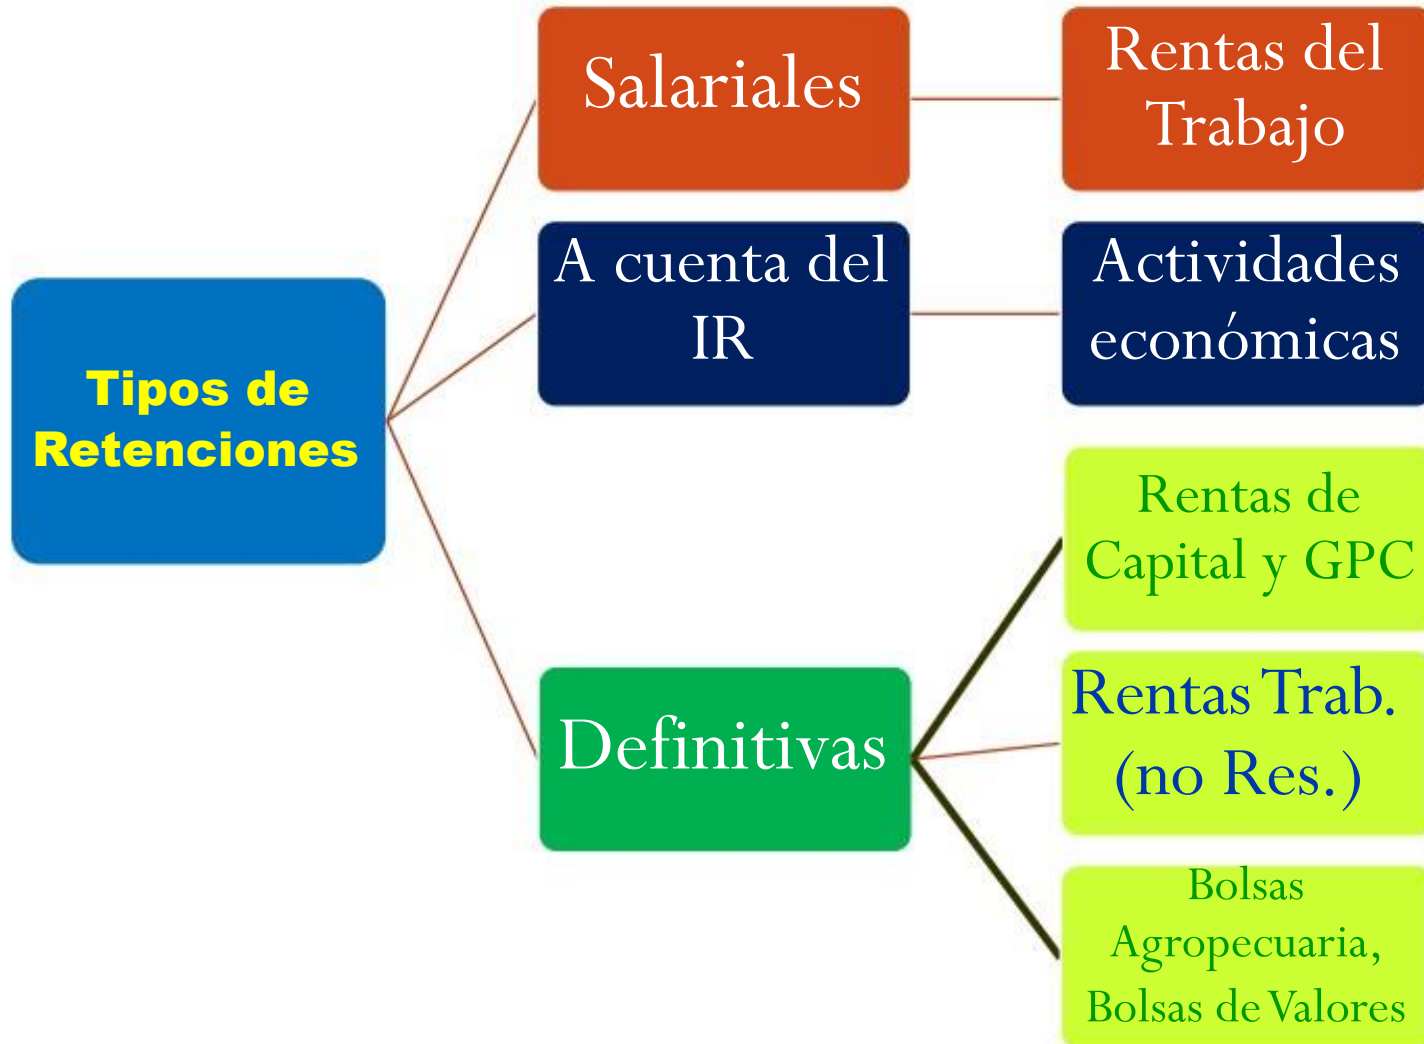 Tipos de
Retenciones
Salariales
Rentas del
Trabajo
A cuenta del
IR
Actividades
económicas
Definitivas
Rentas de
Capital y GPC
Rentas Trab.
(no Res.)
Bolsas
Agropecuaria,
Bolsas de Valores